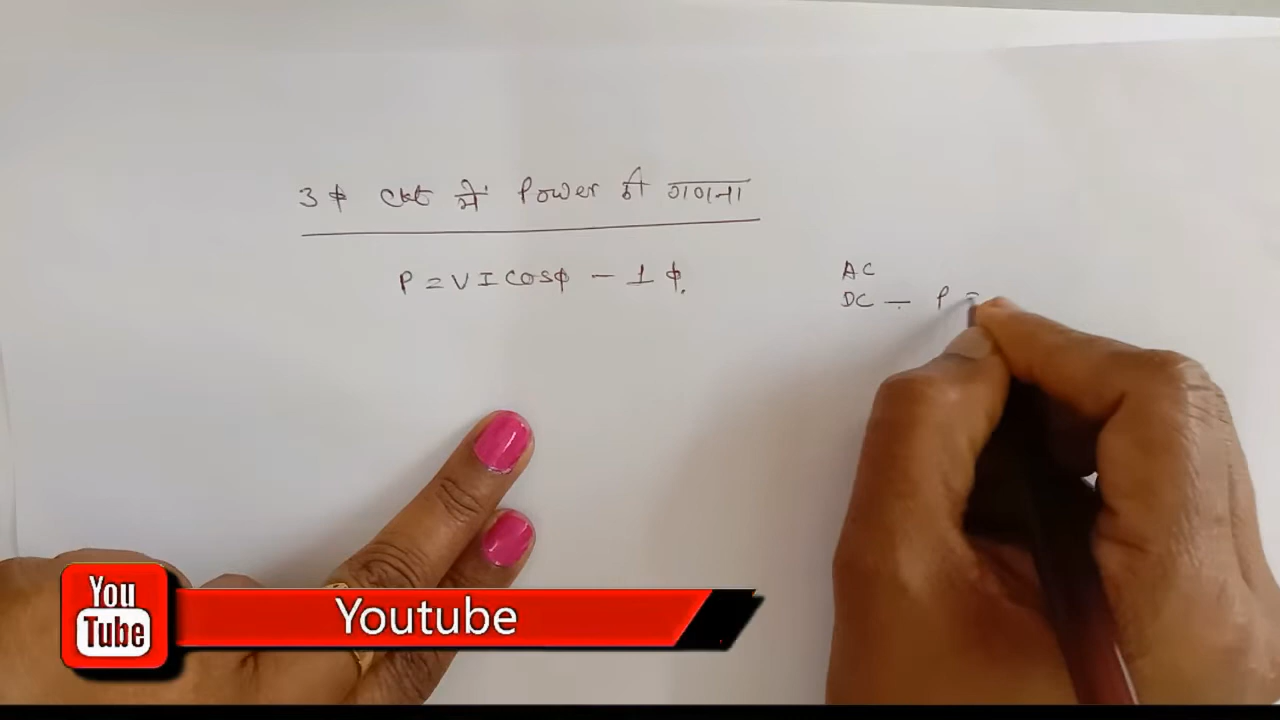 3ϕ Ckt में Power की गणना
P = VI cosϕ – 1ϕ.
AC
DC – P =
You
Tube
Youtube